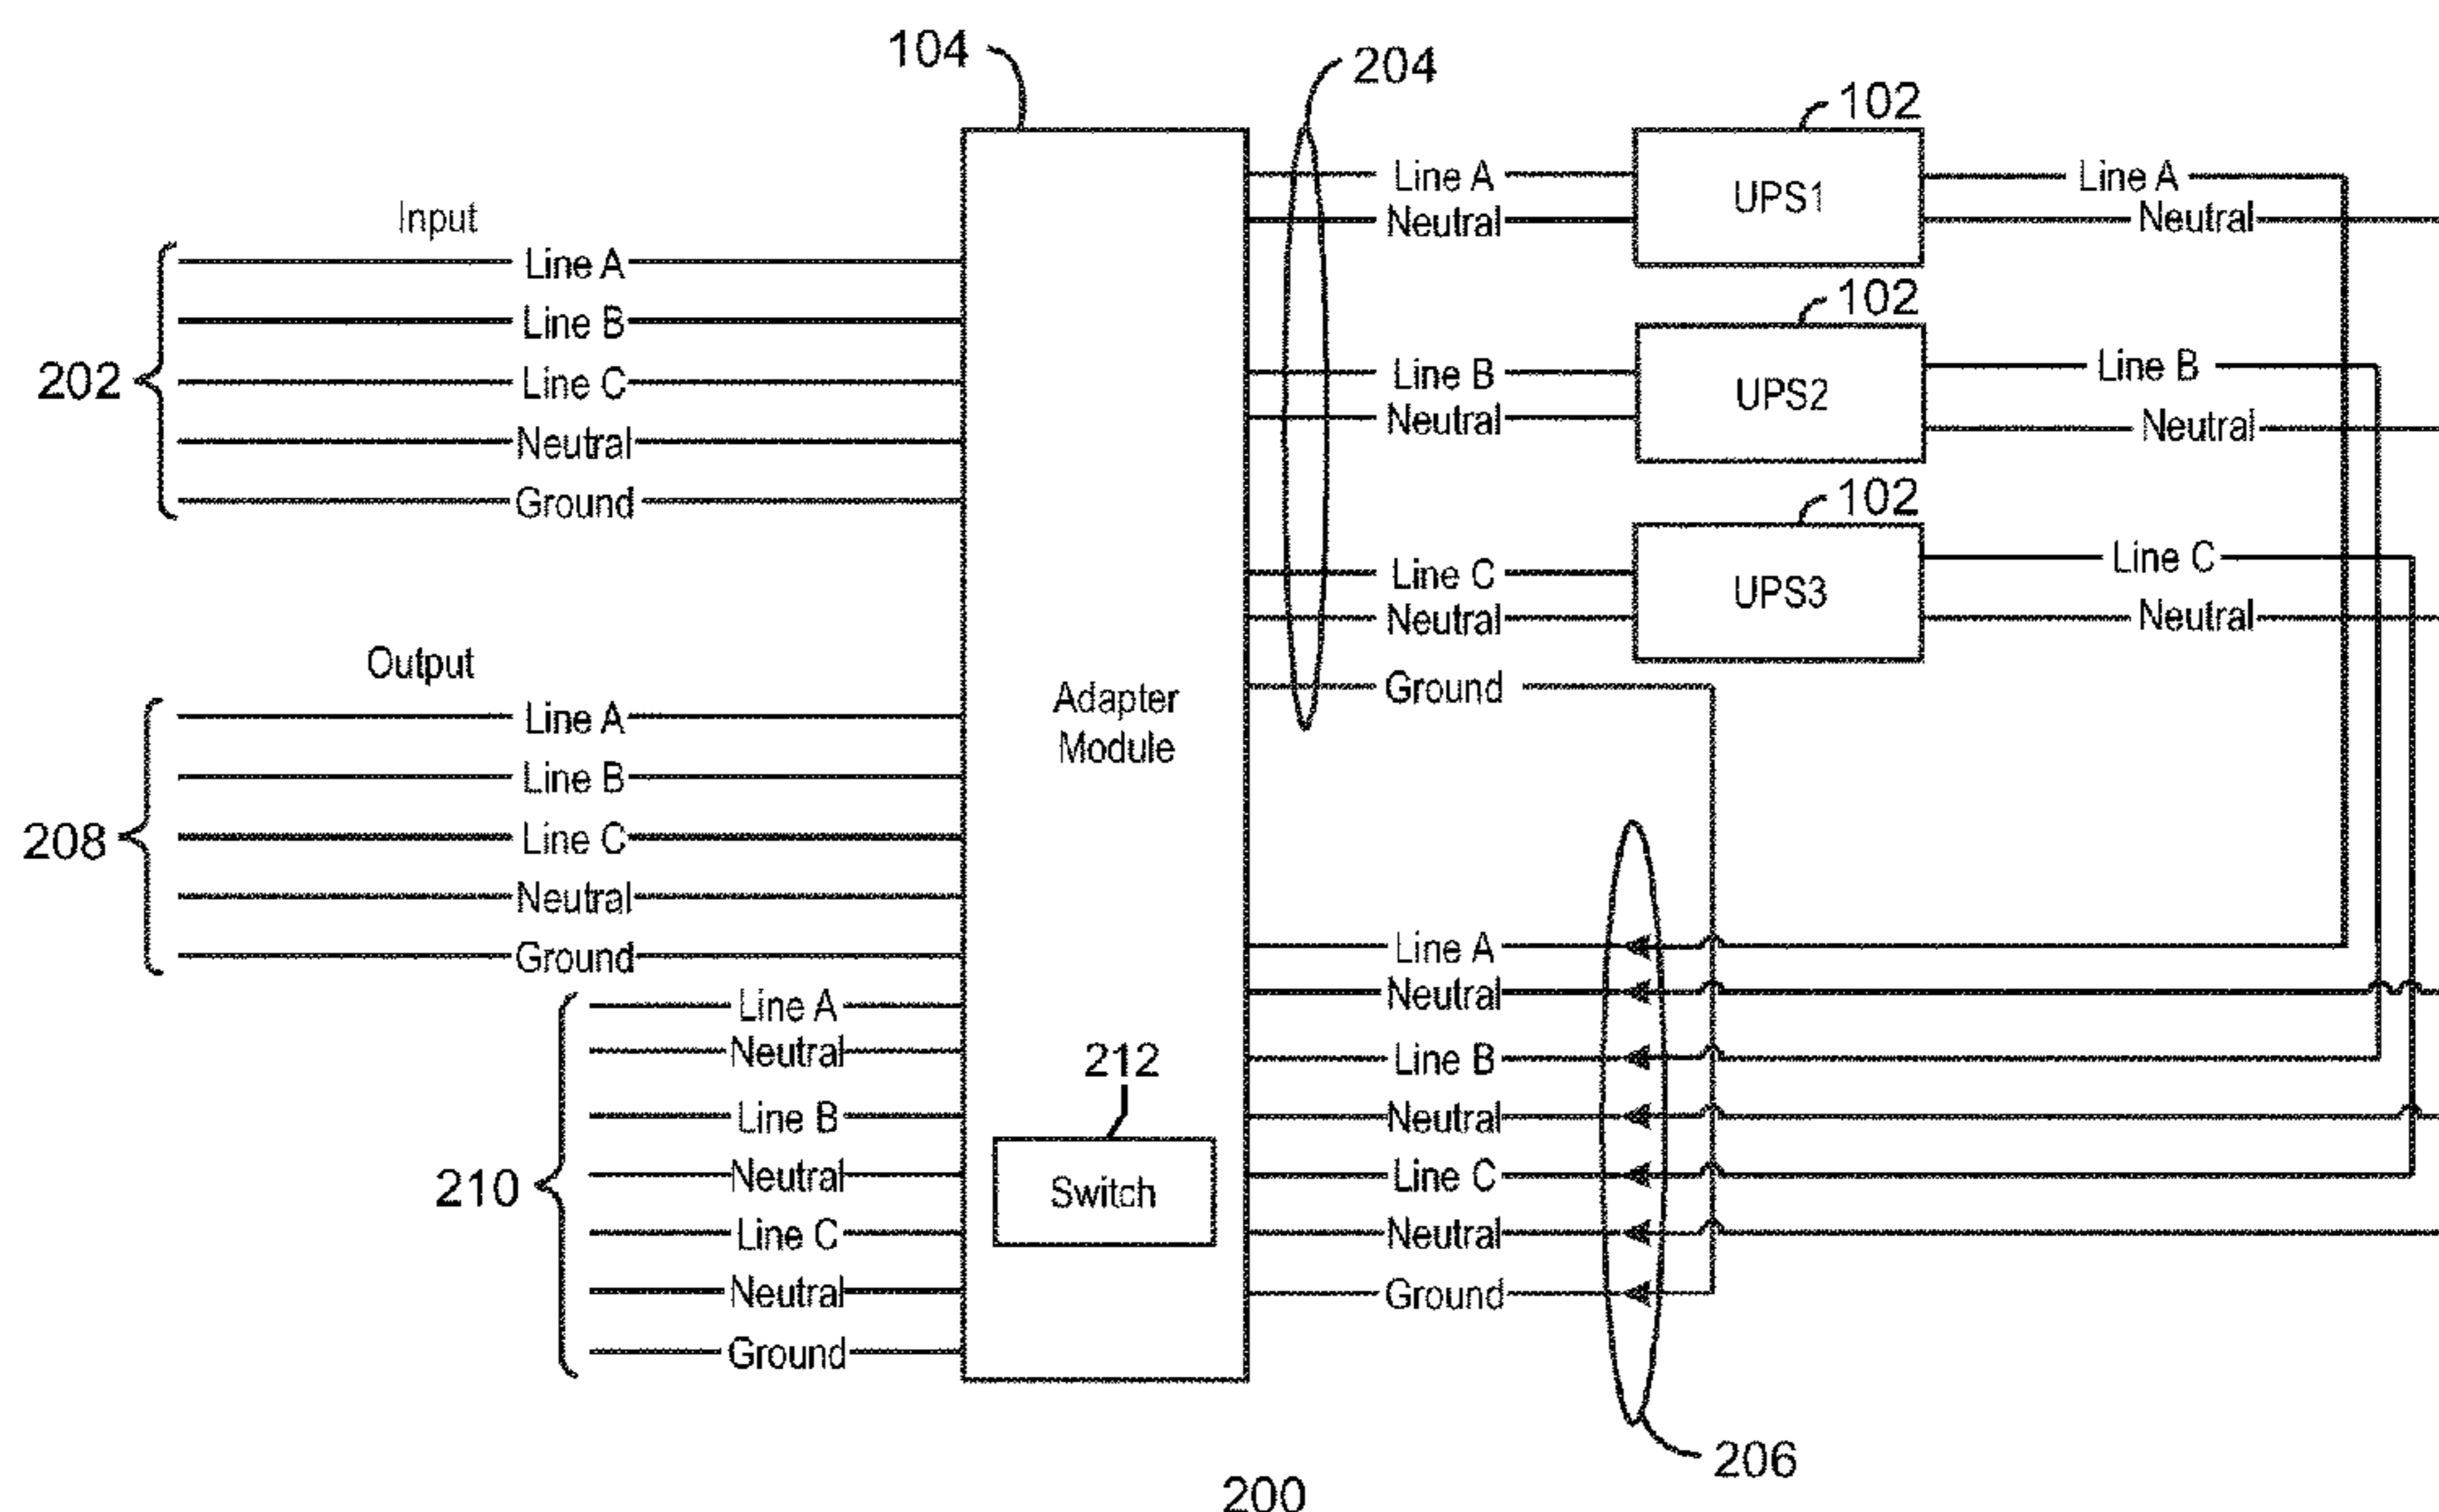 104
204
102
Line A
UPS1
Line A
Neutral
Neutral
Input
Line A
Line B
Line C
Neutral
Ground
202
102
Line B
UPS2
Line B
Neutral
Neutral
102
Line C
UPS3
Line C
Neutral
Neutral
Ground
Output
Line A
Line B
Line C
Neutral
Ground
208
Adapter
Module
Line A
Neutral
Line B
Neutral
Line C
Neutral
Ground
210
212
Switch
Line A
Neutral
Line B
Neutral
Line C
Neutral
Ground
206
200